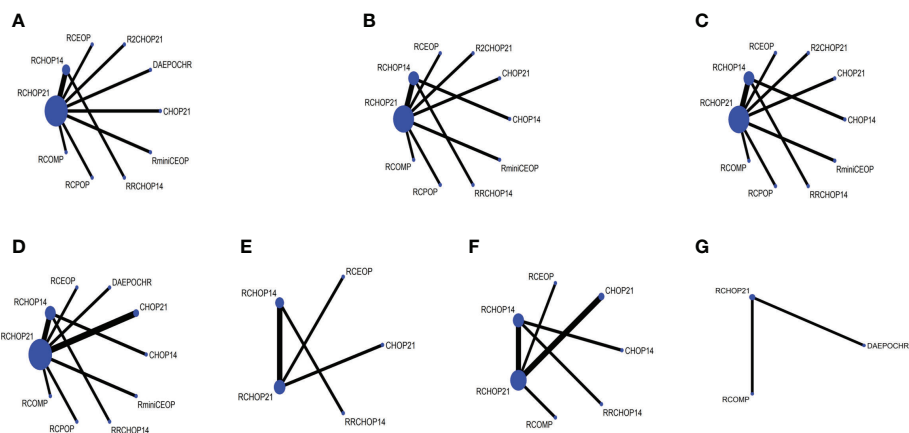 A
RCEOP
R2CHOP21
RCHOP14
DAEPOCHR
RCHOP21
CHOP21
RCOMP
RminiCEOP
RCPOP
RRCHOP14
B
RCEOP
R2CHOP21
RCHOP14
CHOP21
RCHOP21
CHOP14
RCOMP
RminiCEOP
RCPOP
RRCHOP14
C
RCEOP
R2CHOP21
RCHOP14
CHOP21
RCHOP21
CHOP14
RCOMP
RminiCEOP
RCPOP
RRCHOP14
D
RCEOP
DAEPOCHR
RCHOP14
CHOP21
RCHOP21
CHOP14
RCOMP
RminiCEOP
RCPOP
RRCHOP14
E
RCEOP
RCHOP14
CHOP21
RCHOP21
RRCHOP14
F
RCEOP
CHOP21
RCHOP14
CHOP14
RCHOP21
RRCHOP14
RCOMP
G
RCHOP21
DAEPOCHR
RCOMP